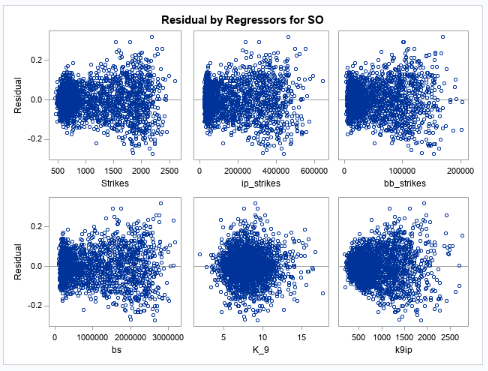 Residual by Regressors for SO
0.2
0.0
-0.2
Residual
500 1000 1500 2000 2500
Strikes
0 200000 400000 600000
ip_strikes
0 100000 200000
bb_strikes
0.2
0.0
-0.2
Residual
0 1000000 2000000 3000000
bs
5 10 15
K_9
500 1000 1500 2000 2500
k9ip